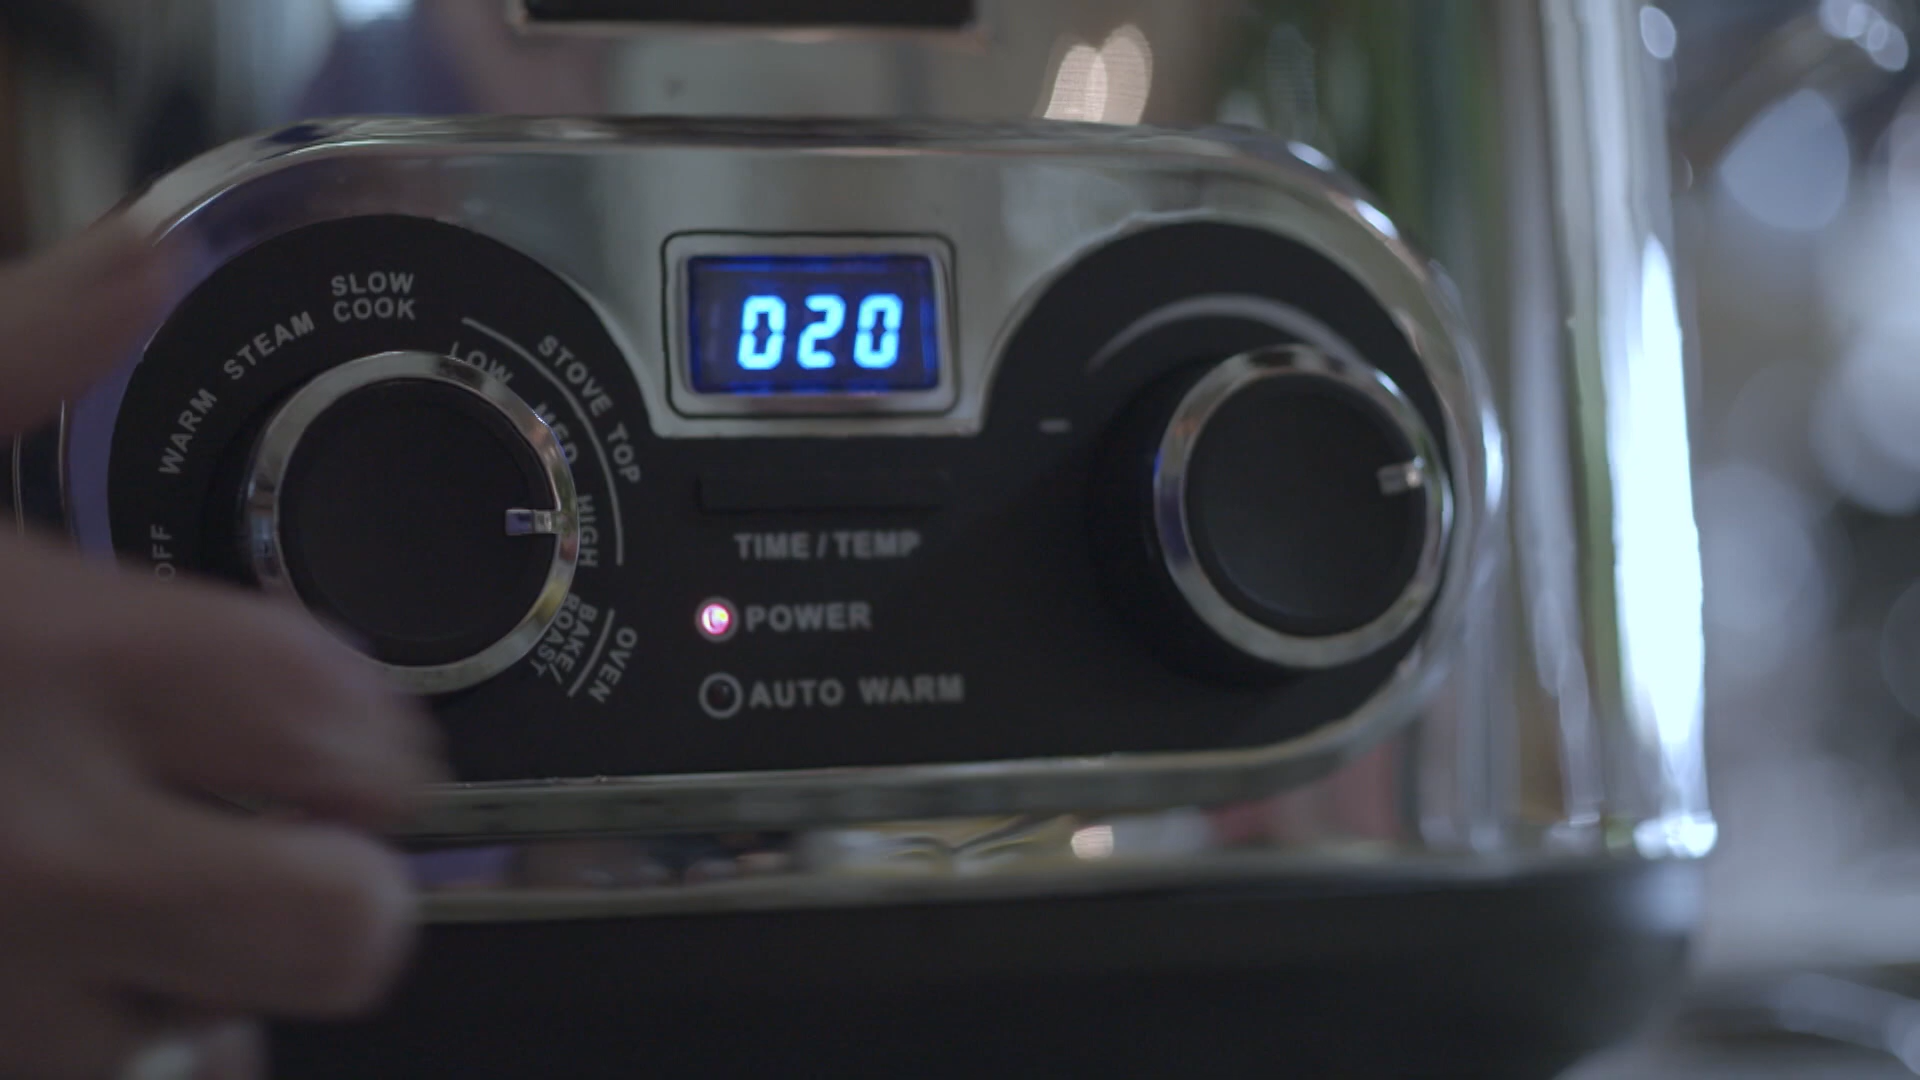 SLOW
COOK
STEAM
WARM
OFF
STOVE TOP
LOW
MED
HIGH
BAKE/
ROAST
OVEN
020
TIME / TEMP
POWER
AUTO WARM